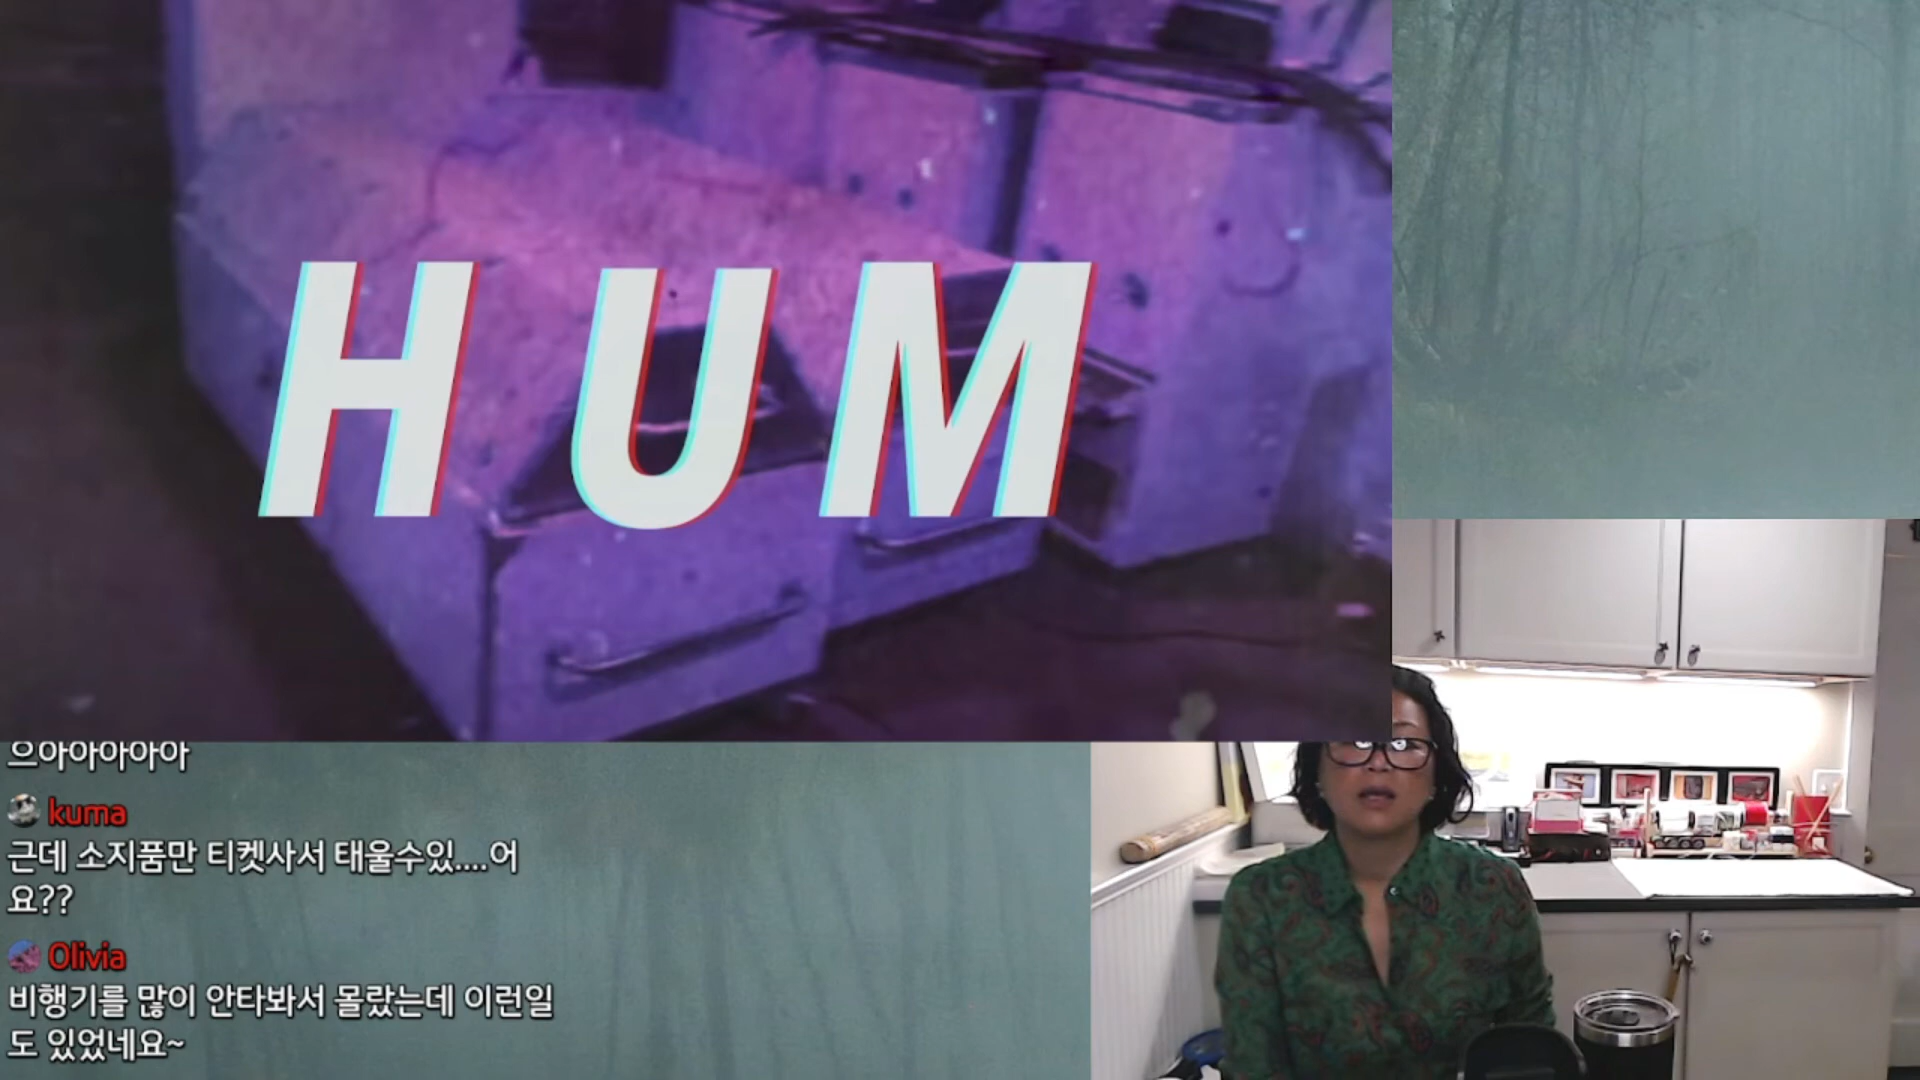 HUM
으아아아아아
kuma
근데 소지품만 티켓사서 태울수있....어
요??
Olivia
비행기를 많이 안타봐서 몰랐는데 이런일
도 있었네요~